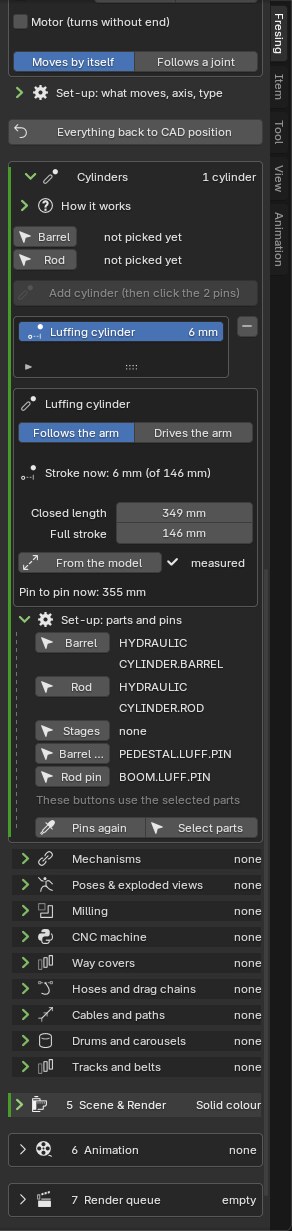 Motor (turns without end)
Moves by itself Follows a joint
Set-up: what moves, axis, type
Everything back to CAD position
Cylinders 1 cylinder
How it works
Barrel not picked yet
Rod not picked yet
Add cylinder (then click the 2 pins)
Luffing cylinder 6 mm
Luffing cylinder
Follows the arm Drives the arm
Stroke now: 6 mm (of 146 mm)
Closed length 349 mm
Full stroke 146 mm
From the model measured
Pin to pin now: 355 mm
Set-up: parts and pins
Barrel HYDRAULIC
CYLINDER.BARREL
Rod HYDRAULIC
CYLINDER.ROD
Stages none
Barrel ... PEDESTAL.LUFF.PIN
Rod pin BOOM.LUFF.PIN
These buttons use the selected parts
Pins again Select parts
Mechanisms none
Poses & exploded views none
Milling none
CNC machine none
Way covers none
Hoses and drag chains none
Cables and paths none
Drums and carousels none
Tracks and belts none
5 Scene & Render Solid colour
6 Animation none
7 Render queue empty
Fresing
Item
Tool
View
Animation